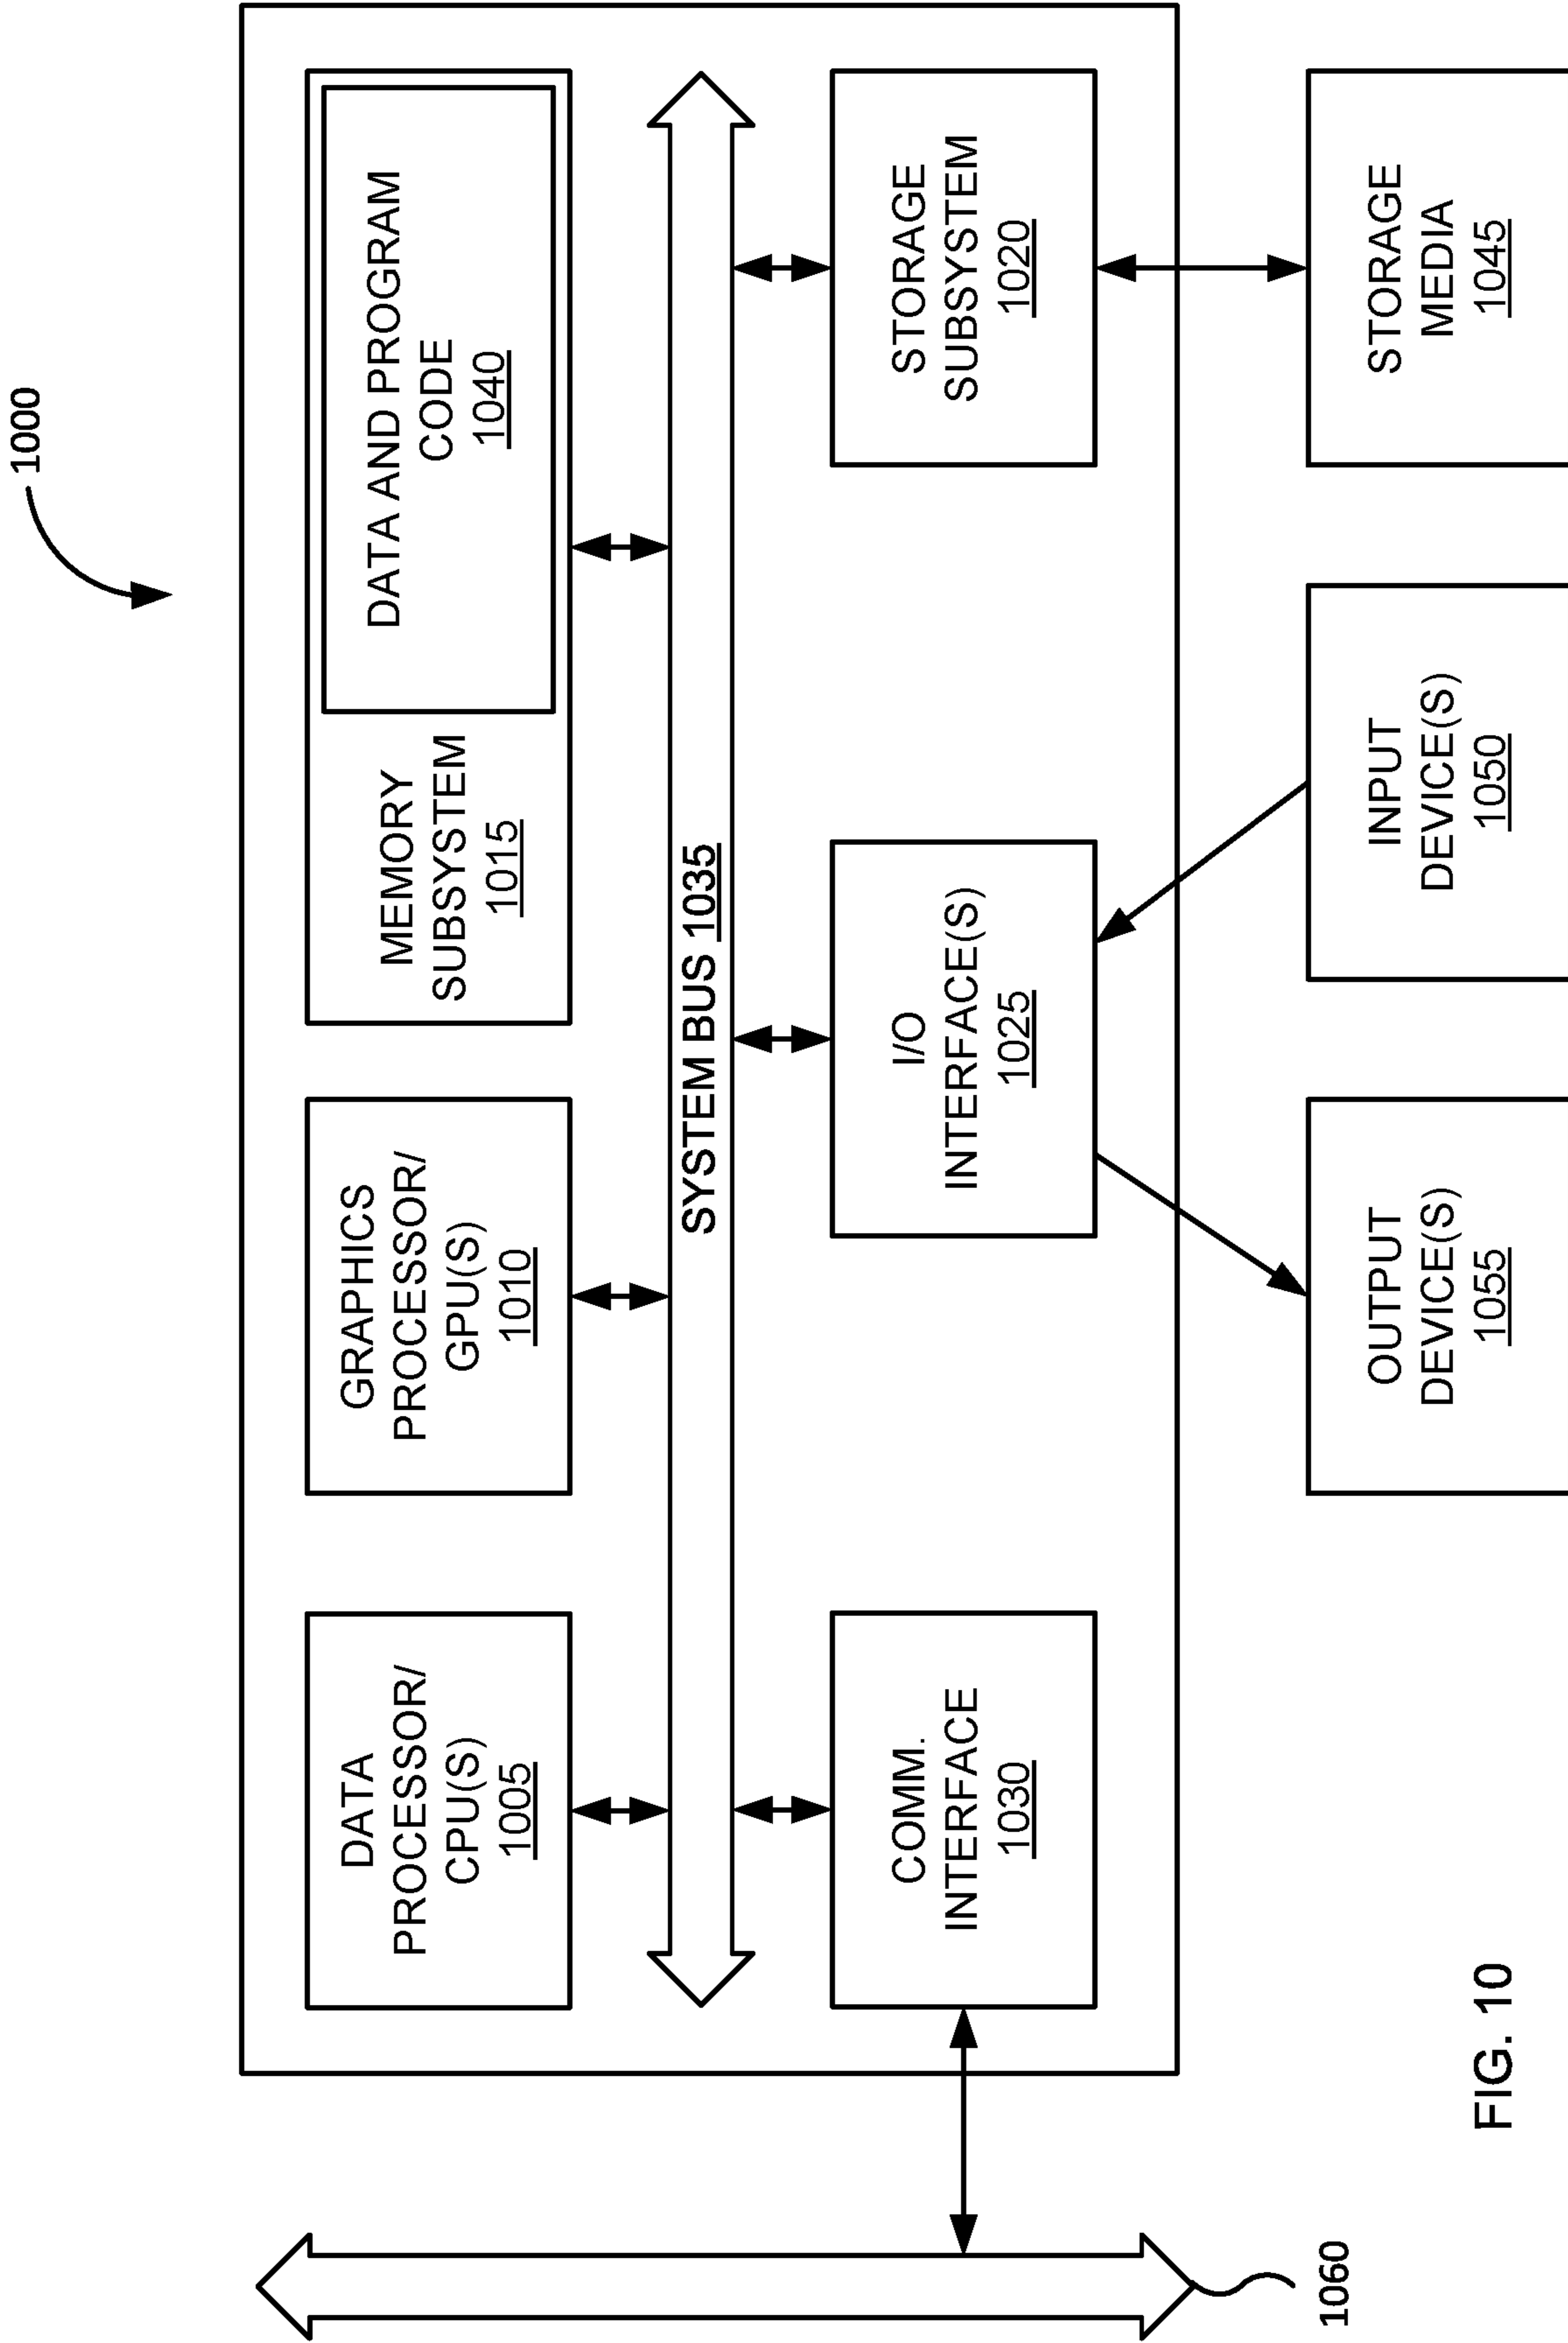 1000
DATA
PROCESSOR/
CPU(S)
1005
GRAPHICS
PROCESSOR/
GPU(S)
1010
MEMORY
SUBSYSTEM
1015
DATA AND PROGRAM
CODE
1040
SYSTEM BUS 1035
COMM.
INTERFACE
1030
I/O
INTERFACE(S)
1025
STORAGE
SUBSYSTEM
1020
OUTPUT
DEVICE(S)
1055
INPUT
DEVICE(S)
1050
STORAGE
MEDIA
1045
1060
FIG. 10